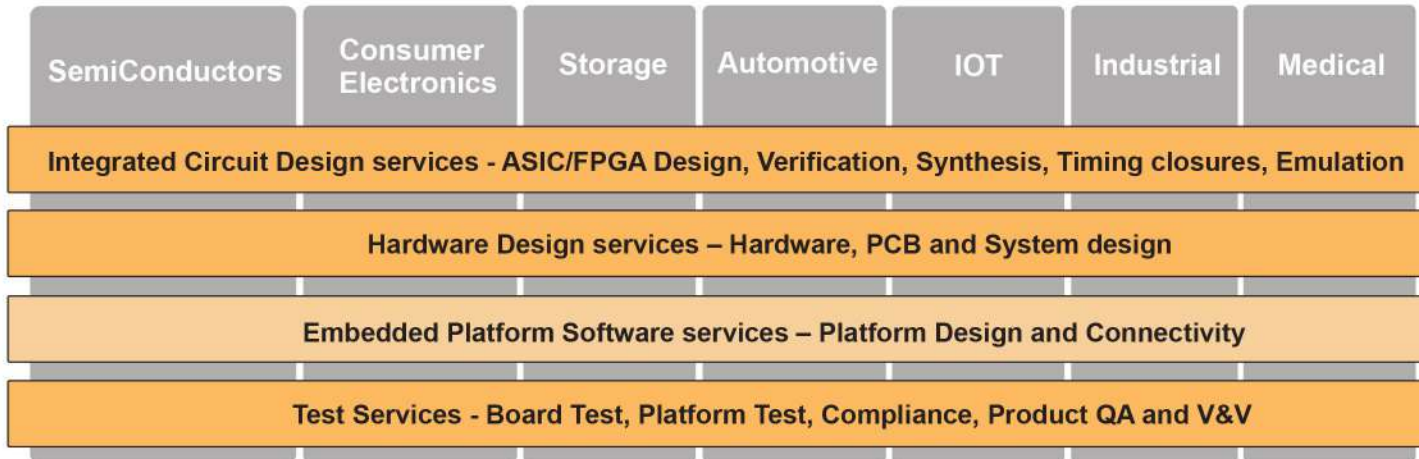 SemiConductors
Consumer
Electronics
Storage
Automotive
IOT
Industrial
Medical
Integrated Circuit Design services - ASIC/FPGA Design, Verification, Synthesis, Timing closures, Emulation
Hardware Design services – Hardware, PCB and System design
Embedded Platform Software services – Platform Design and Connectivity
Test Services - Board Test, Platform Test, Compliance, Product QA and V&V